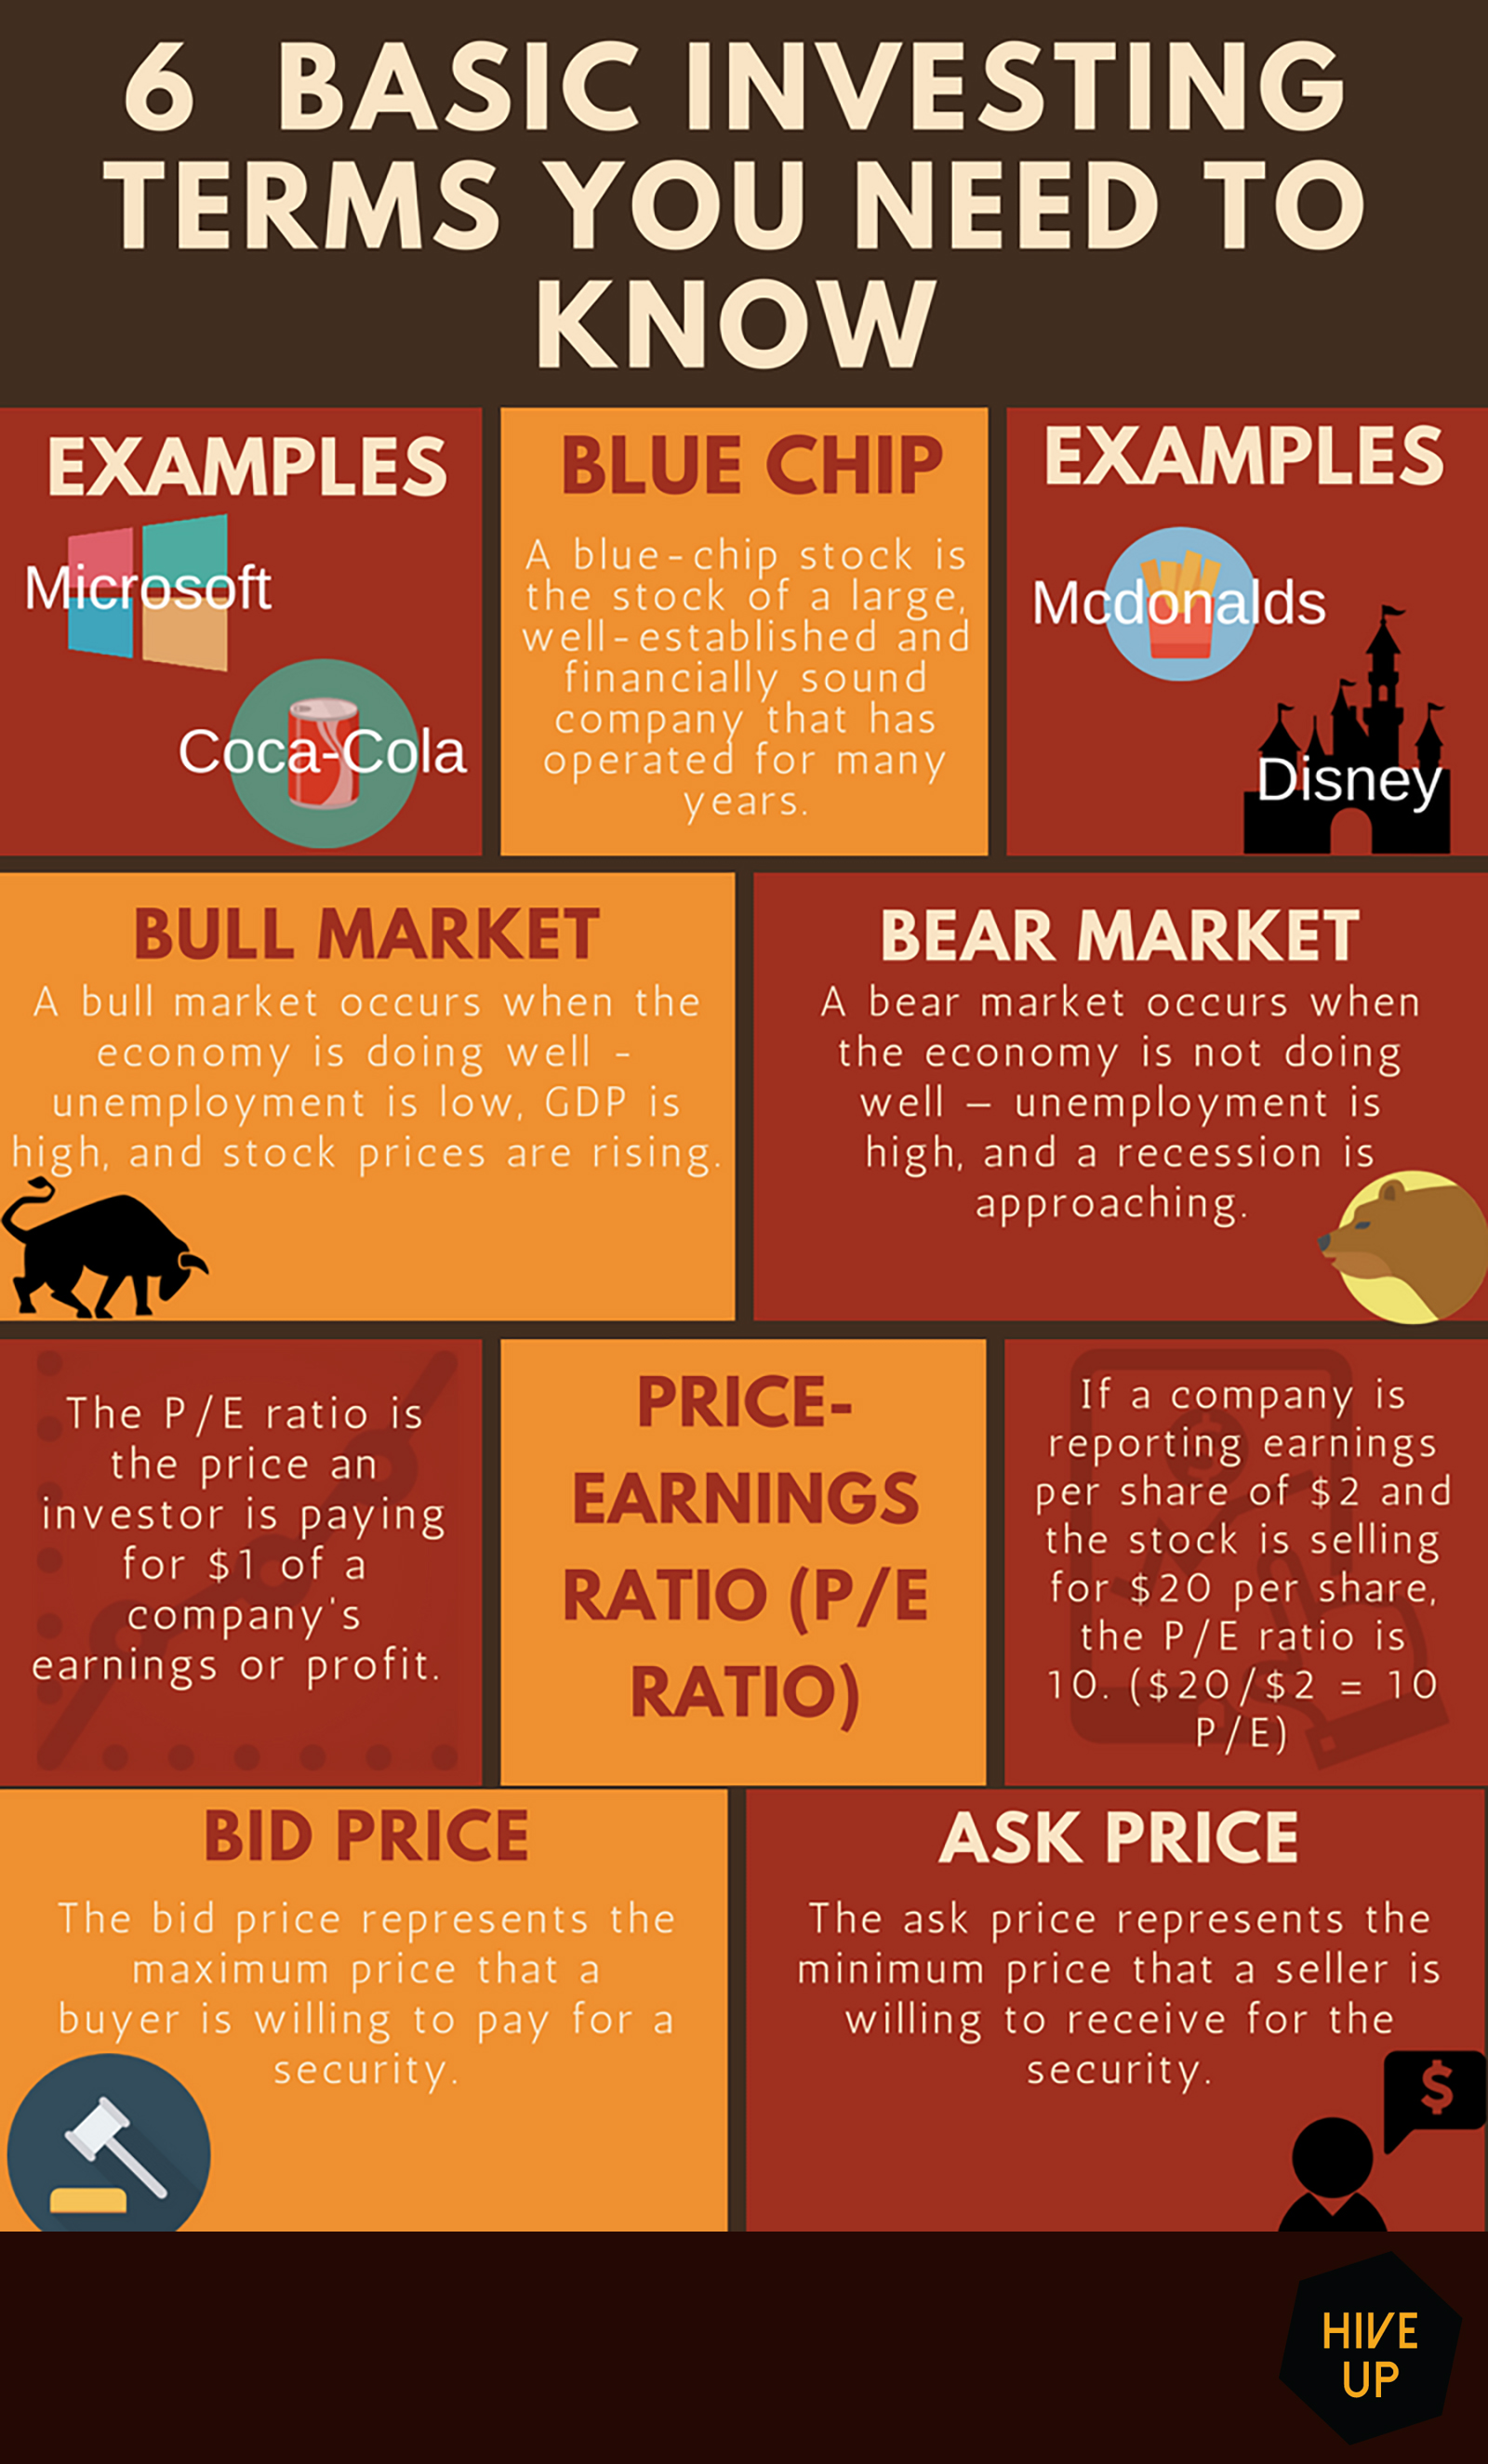 6 BASIC INVESTING
TERMS YOU NEED TO
KNOW
EXAMPLES
Microsoft
Coca-Cola
BLUE CHIP
A blue-chip stock is
the stock of a large,
well-established and
financially sound
company that has
operated for many
years.
EXAMPLES
Mcdonalds
Disney
BULL MARKET
A bull market occurs when the
economy is doing well -
unemployment is low, GDP is
high, and stock prices are rising.
BEAR MARKET
A bear market occurs when
the economy is not doing
well – unemployment is
high, and a recession is
approaching.
The P/E ratio is
the price an
investor is paying
for $1 of a
company's
earnings or profit.
PRICE-
EARNINGS
RATIO (P/E
RATIO)
If a company is
reporting earnings
per share of $2 and
the stock is selling
for $20 per share,
the P/E ratio is
10. ($20/$2 = 10
P/E)
BID PRICE
The bid price represents the
maximum price that a
buyer is willing to pay for a
security.
ASK PRICE
The ask price represents the
minimum price that a seller is
willing to receive for the
security.
$
HIVE
UP